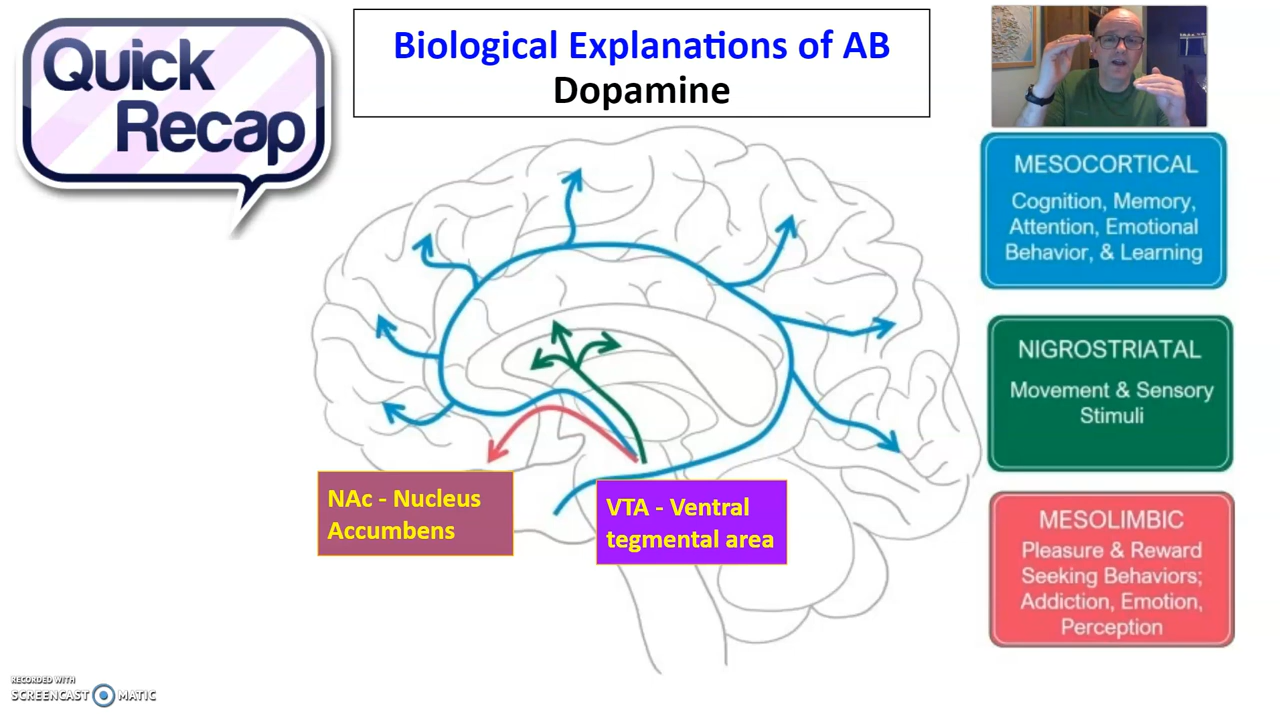 Quick
Recap
Biological Explanations of AB
Dopamine
MESOCORTICAL
Cognition, Memory,
Attention, Emotional
Behavior, & Learning
NIGROSTRIATAL
Movement & Sensory
Stimuli
MESOLIMBIC
Pleasure & Reward
Seeking Behaviors;
Addiction, Emotion,
Perception
NAc - Nucleus
Accumbens
VTA - Ventral
tegmental area
RECORDED WITH
SCREENCAST MATIC